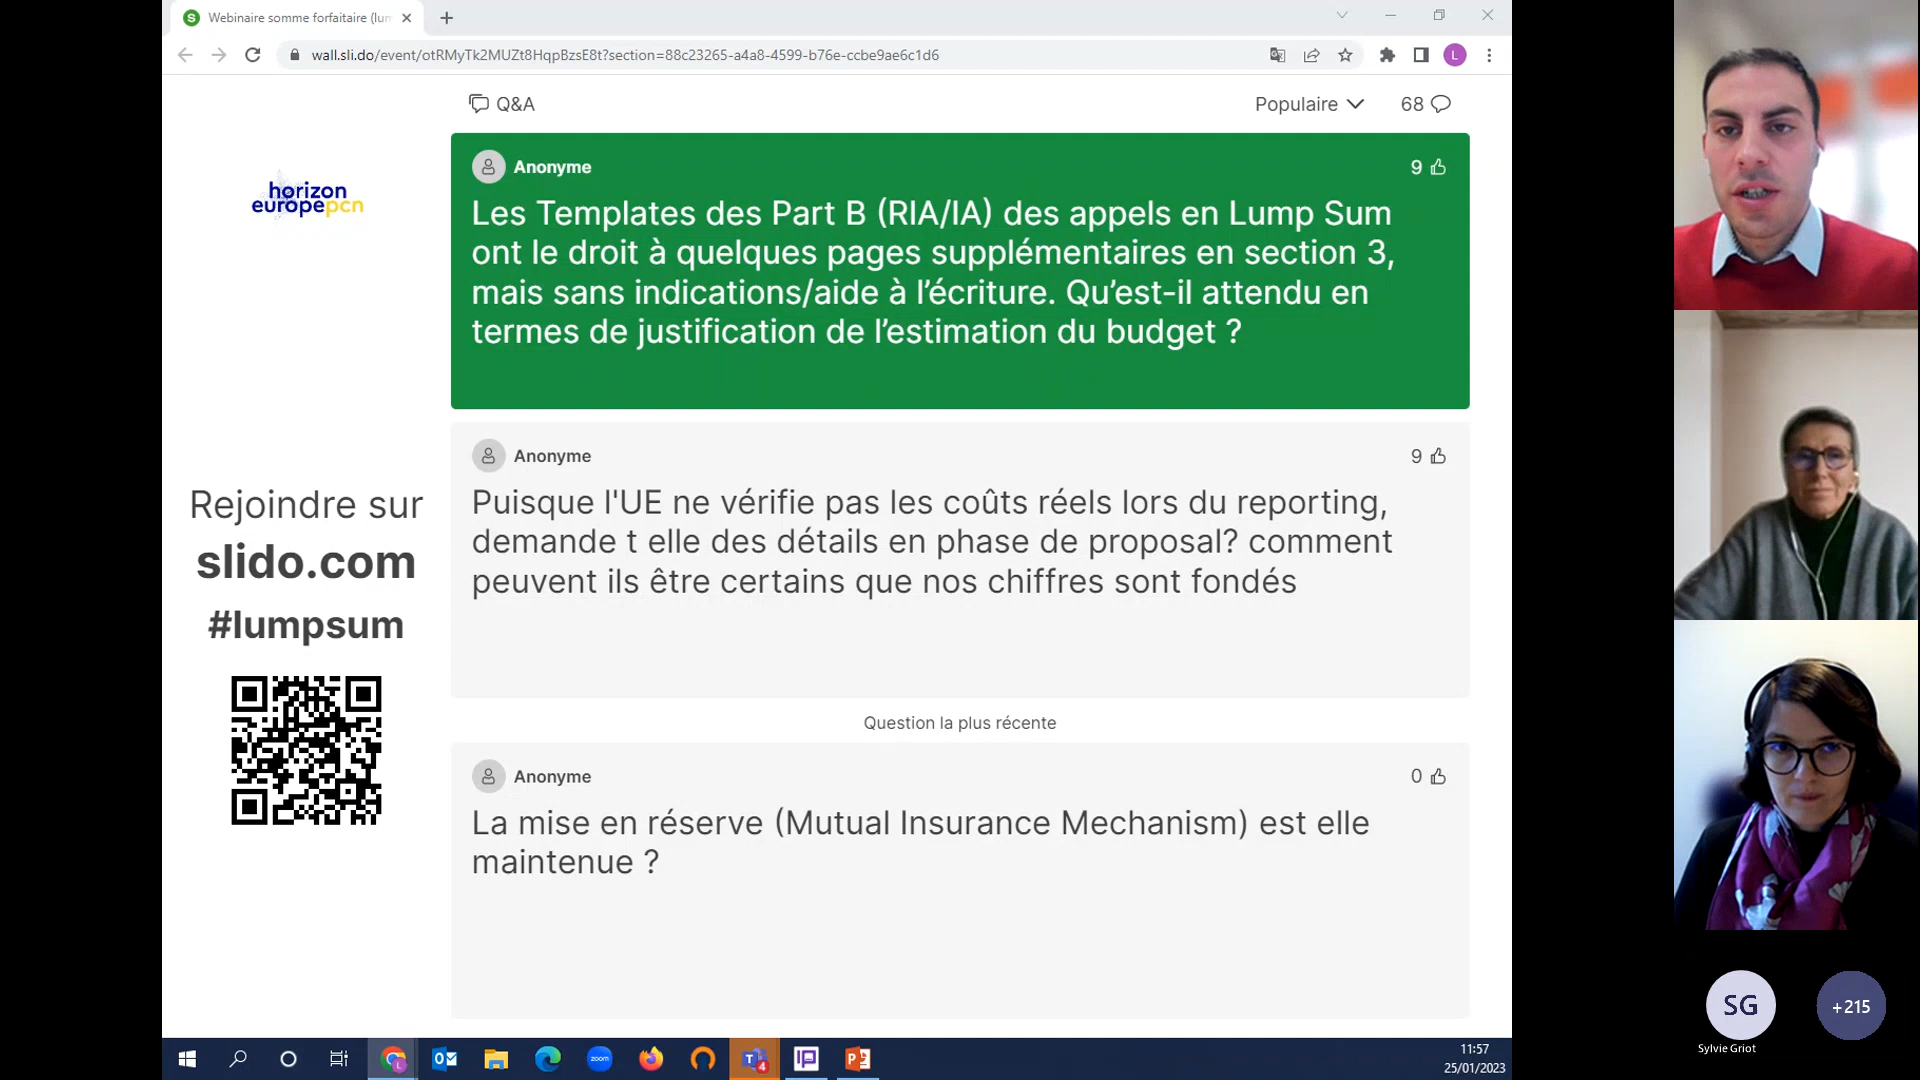 Webinaire somme forfaitaire (lum
wall.sli.do/event/otRMyTk2MUZt8HqpBzsE8t?section=88c23265-a4a8-4599-b76e-ccbe9ae6c1d6
L
Q&A
Populaire
68
horizon
europepcn
Rejoindre sur
slido.com
#lumpsum
Anonyme
9
Les Templates des Part B (RIA/IA) des appels en Lump Sum
ont le droit à quelques pages supplémentaires en section 3,
mais sans indications/aide à l’écriture. Qu’est-il attendu en
termes de justification de l’estimation du budget ?
Anonyme
9
Puisque l'UE ne vérifie pas les coûts réels lors du reporting,
demande t elle des détails en phase de proposal? comment
peuvent ils être certains que nos chiffres sont fondés
Question la plus récente
Anonyme
0
La mise en réserve (Mutual Insurance Mechanism) est elle
maintenue ?
SG
Sylvie Griot
+215
zoom
4
11:57
25/01/2023